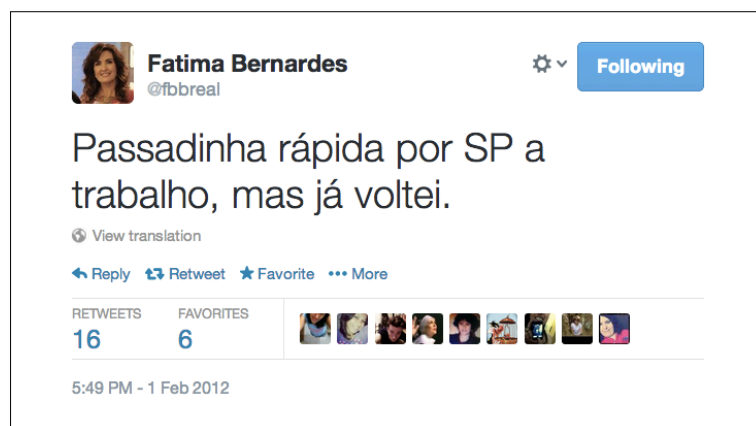 Fatima Bernardes
@fbbreal
Following
Passadinha rápida por SP a
trabalho, mas já voltei.
View translation
Reply Retweet Favorite More
RETWEETS FAVORITES
16 6
5:49 PM - 1 Feb 2012